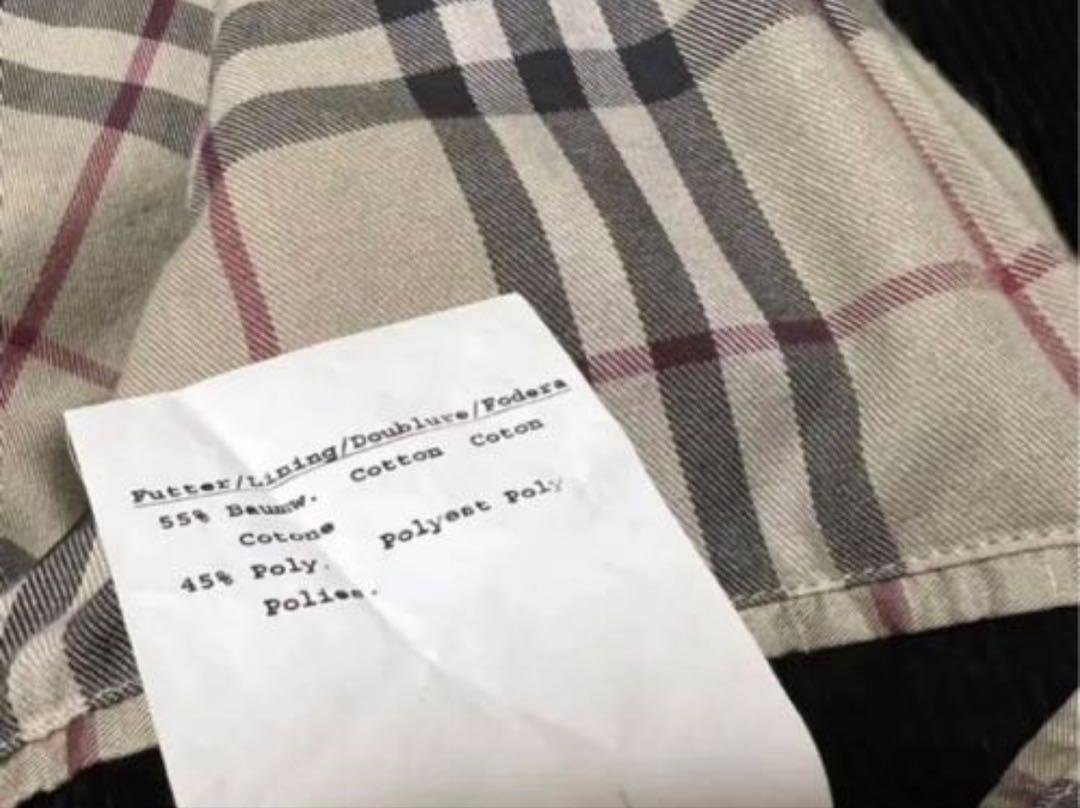 Futter/Lining/Doublure/Fodera
55% Baumw. Cotton Coton
Cotone
45% Poly. Polyest Poly
Polies.